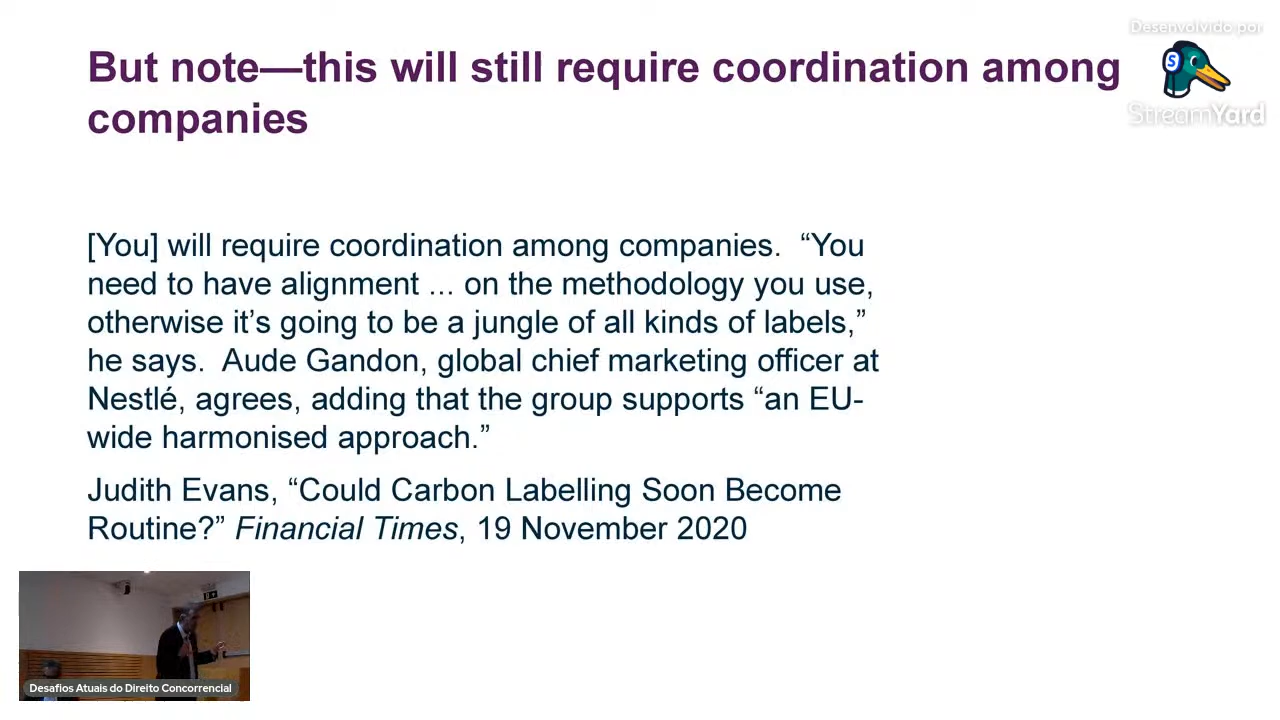 Desenvolvido por
StreamYard
But note—this will still require coordination among
companies
[You] will require coordination among companies.  “You
need to have alignment ... on the methodology you use,
otherwise it’s going to be a jungle of all kinds of labels,”
he says.  Aude Gandon, global chief marketing officer at
Nestlé, agrees, adding that the group supports “an EU-
wide harmonised approach.”
Judith Evans, “Could Carbon Labelling Soon Become
Routine?” Financial Times, 19 November 2020
Desafios Atuais do Direito Concorrencial